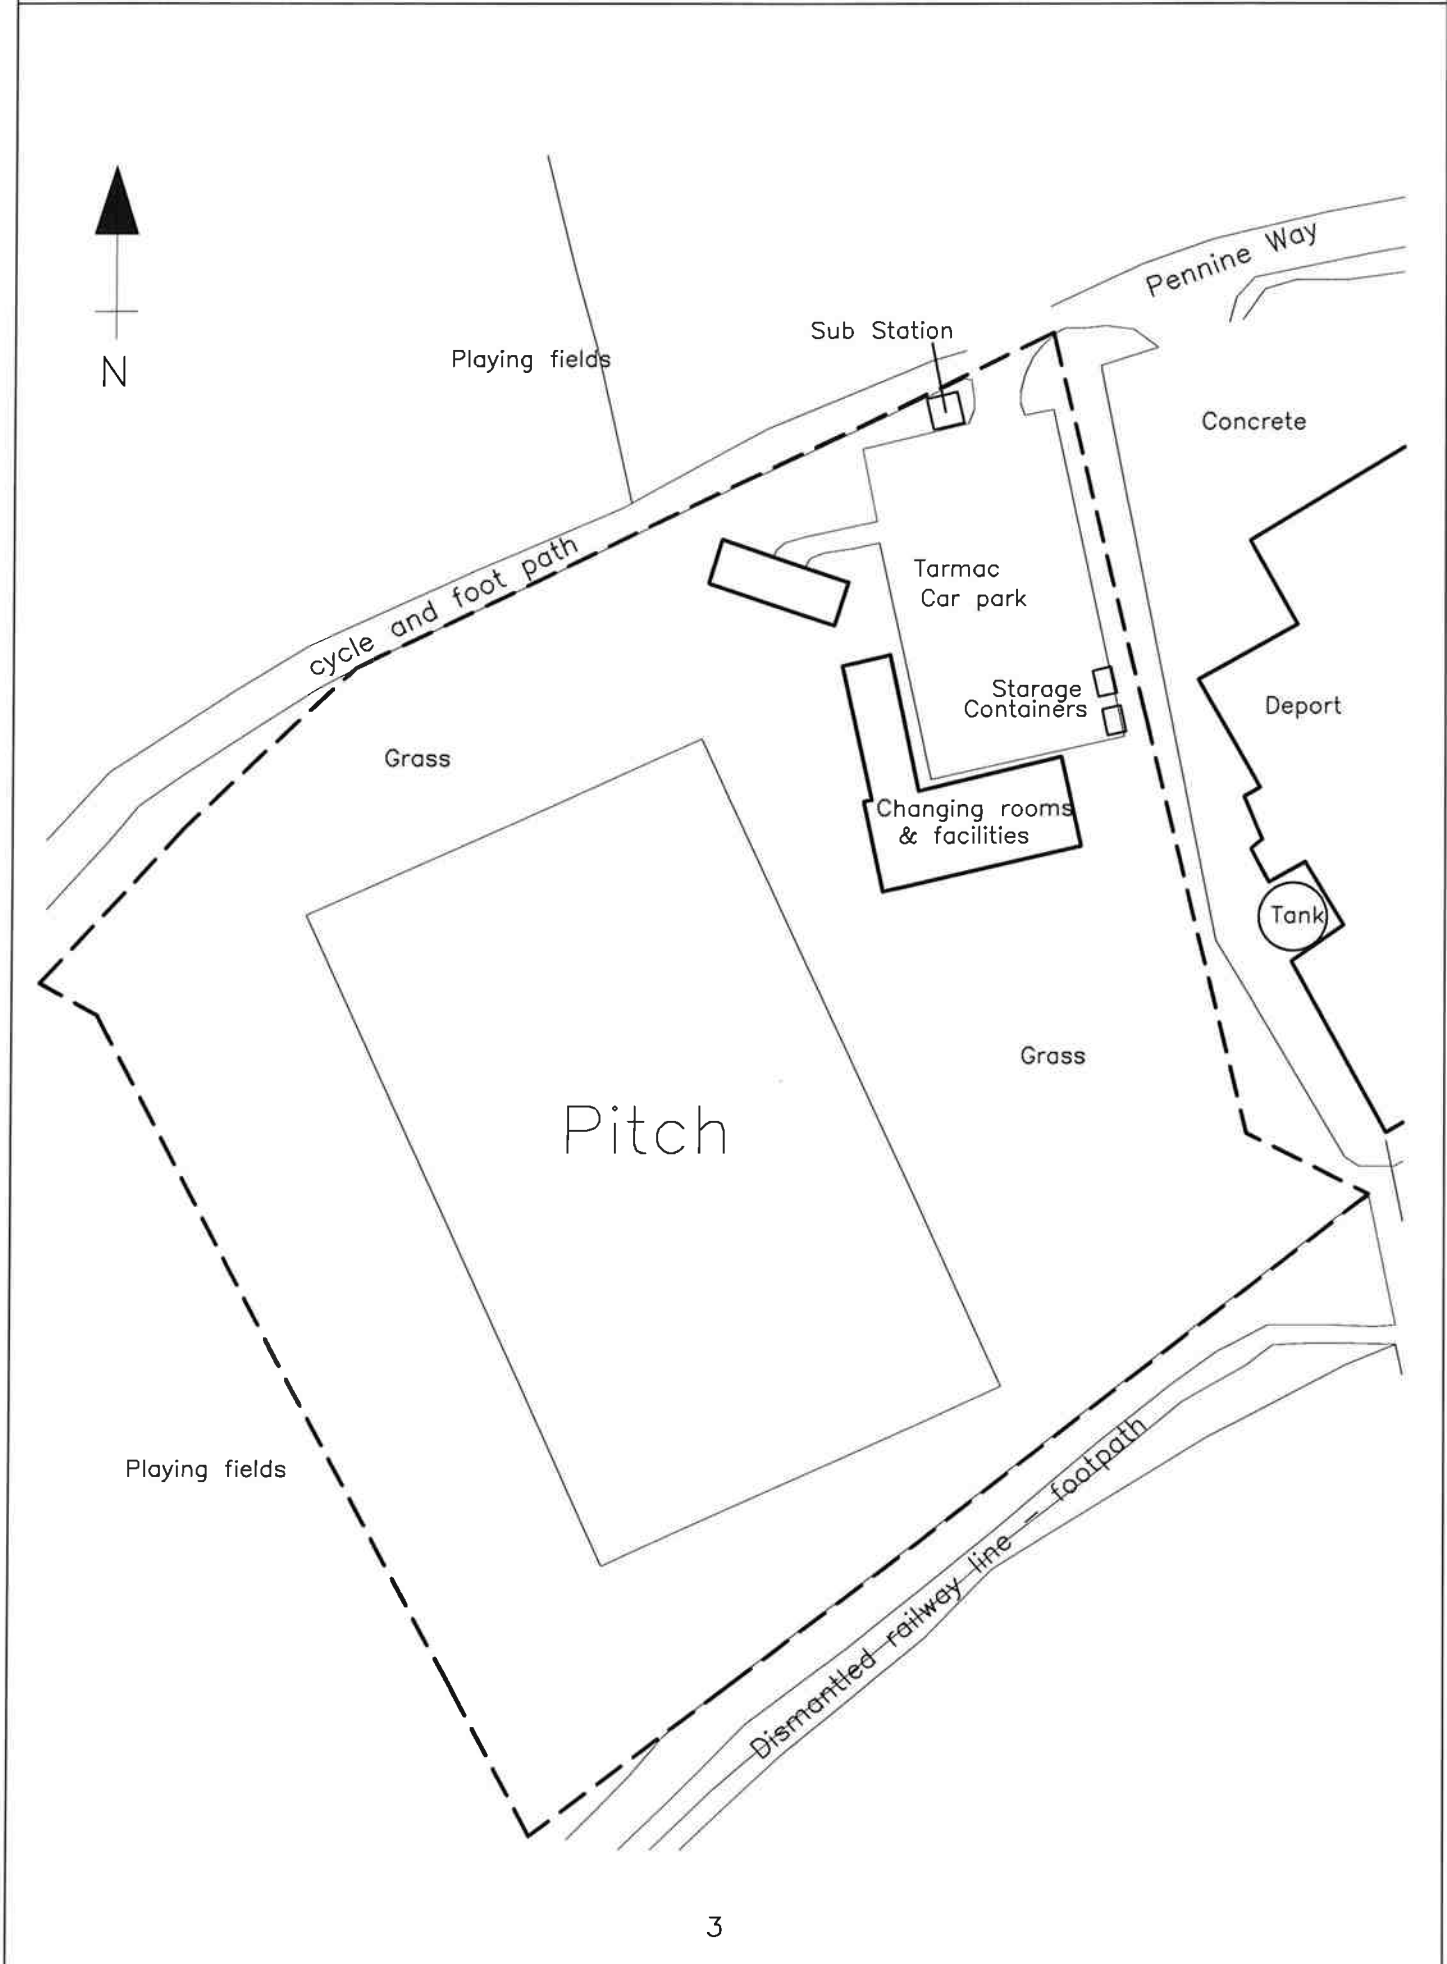 Pennine Way
Sub Station
Playing fields
N
Concrete
cycle and foot path
Tarmac
Car park
Starage
Containers
Deport
Grass
Changing rooms
& facilities
Tank
Grass
Pitch
Playing fields
Dismantled railway line - footpath
3